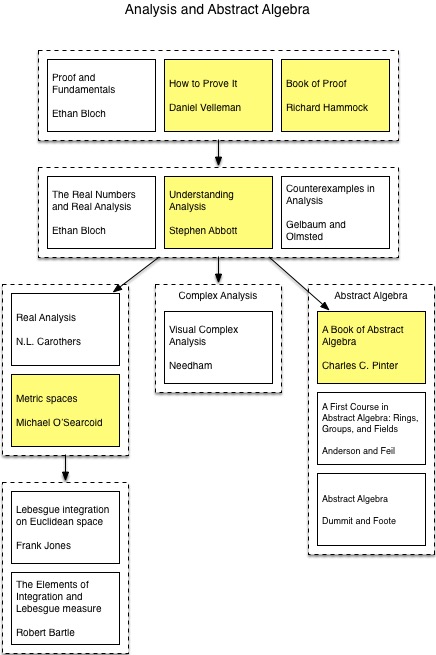 Analysis and Abstract Algebra
Proof and
Fundamentals
Ethan Bloch
How to Prove It
Daniel Velleman
Book of Proof
Richard Hammock
The Real Numbers
and Real Analysis
Ethan Bloch
Understanding
Analysis
Stephen Abbott
Counterexamples in
Analysis
Gelbaum and
Olmsted
Real Analysis
N.L. Carothers
Metric spaces
Michael O'Searcoid
Complex Analysis
Visual Complex
Analysis
Needham
Abstract Algebra
A Book of Abstract
Algebra
Charles C. Pinter
A First Course in
Abstract Algebra: Rings,
Groups, and Fields
Anderson and Feil
Abstract Algebra
Dummit and Foote
Lebesgue integration
on Euclidean space
Frank Jones
The Elements of
Integration and
Lebesgue measure
Robert Bartle